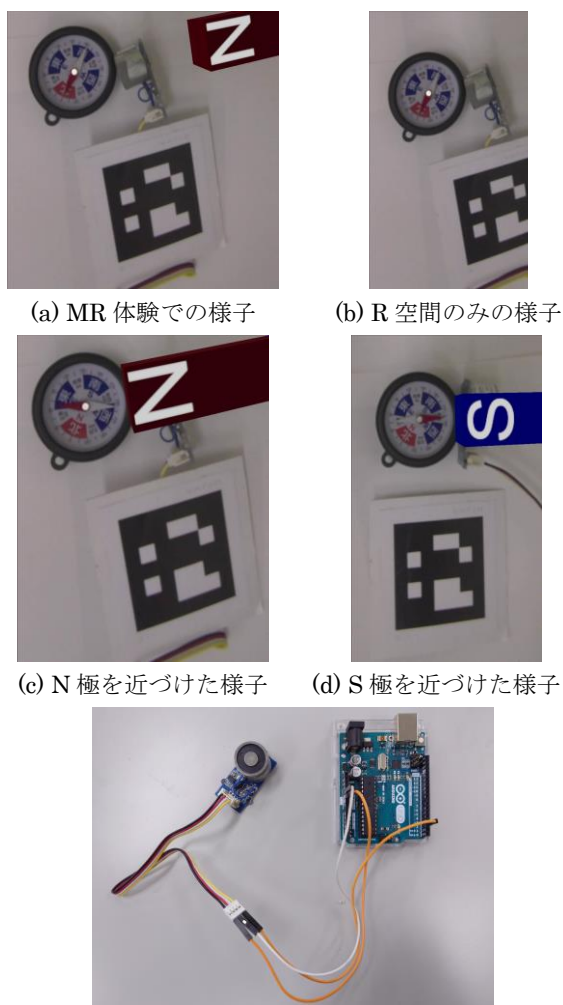 N
(a) MR 体験での様子
(b) R 空間のみの様子
N
S
(c) N 極を近づけた様子
(d) S 極を近づけた様子